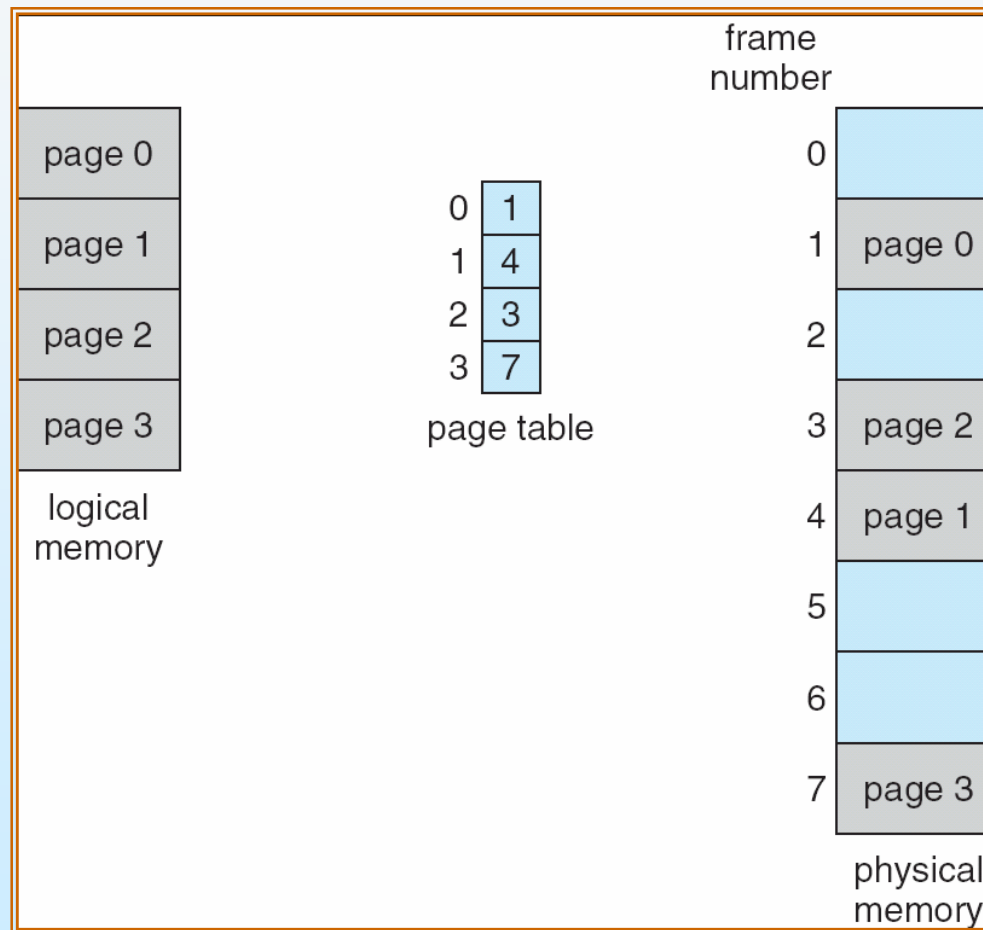 frame
number
page 0
page 1
page 2
page 3
logical
memory
0 1
1 4
2 3
3 7
page table
0
1 page 0
2
3 page 2
4 page 1
5
6
7 page 3
physical
memory